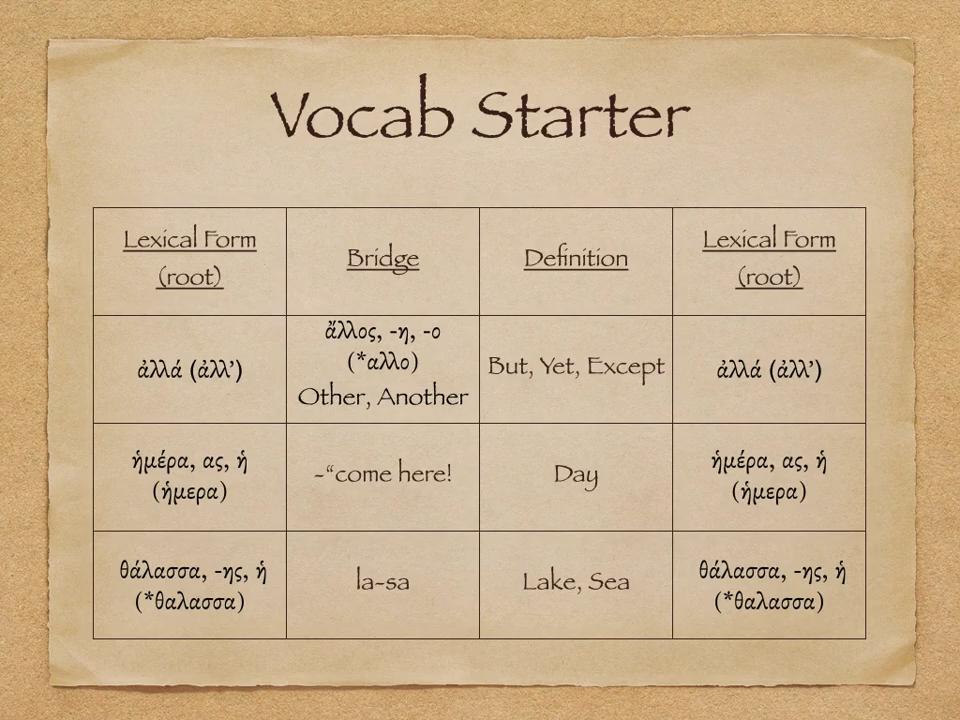 Vocab Starter
Lexical Form
(root)
Bridge
Definition
Lexical Form
(root)
ἀλλά (ἀλλ’)
ἄλλος, -η, -ο
(*αλλο)
Other, Another
But, Yet, Except
ἀλλά (ἀλλ’)
ἡμέρα, ας, ἡ
(ἡμερα)
-“come here!
Day
ἡμέρα, ας, ἡ
(ἡμερα)
θάλασσα, -ης, ἡ
(*θαλασσα)
la-sa
Lake, Sea
θάλασσα, -ης, ἡ
(*θαλασσα)